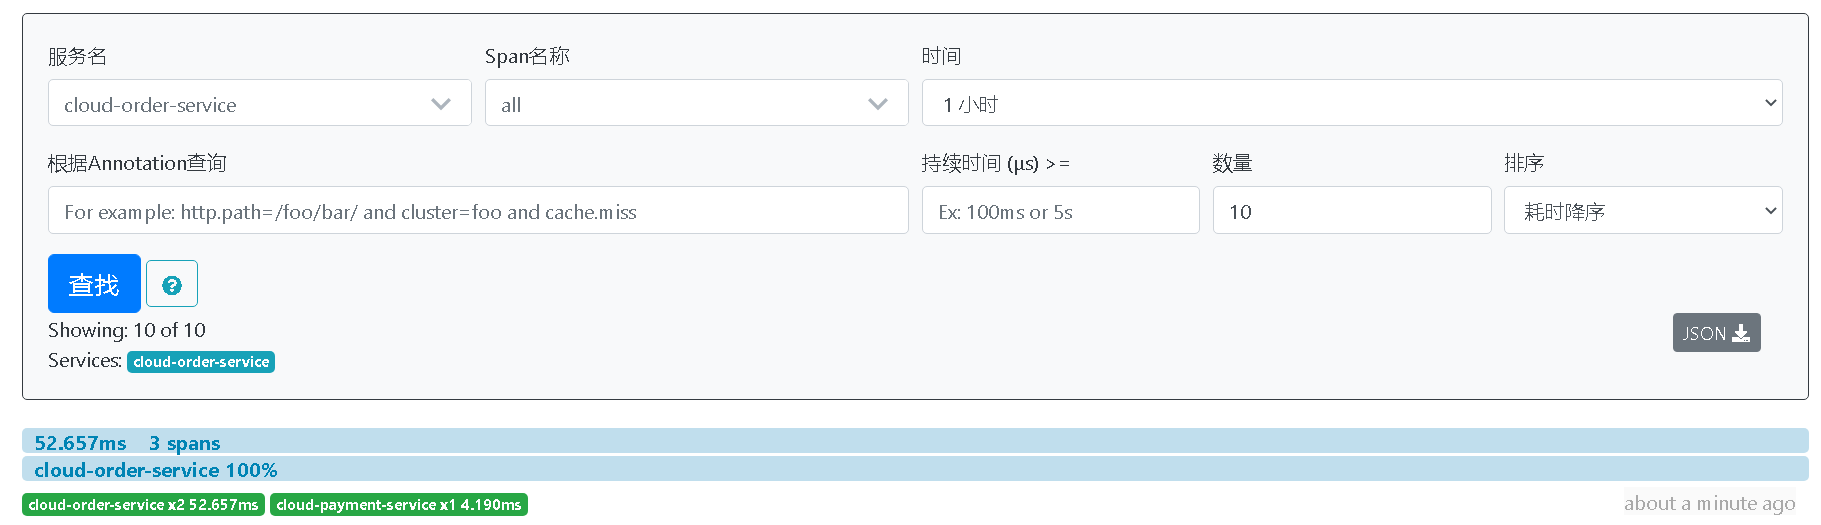 服务名 Span名称 时间
cloud-order-service all 1 小时
根据Annotation查询 持续时间 (μs) >= 数量 排序
For example: http.path=/foo/bar/ and cluster=foo and cache.miss Ex: 100ms or 5s 10 耗时降序
查找
Showing: 10 of 10
JSON
Services: cloud-order-service
52.657ms 3 spans
cloud-order-service 100%
cloud-order-service x2 52.657ms cloud-payment-service x1 4.190ms about a minute ago